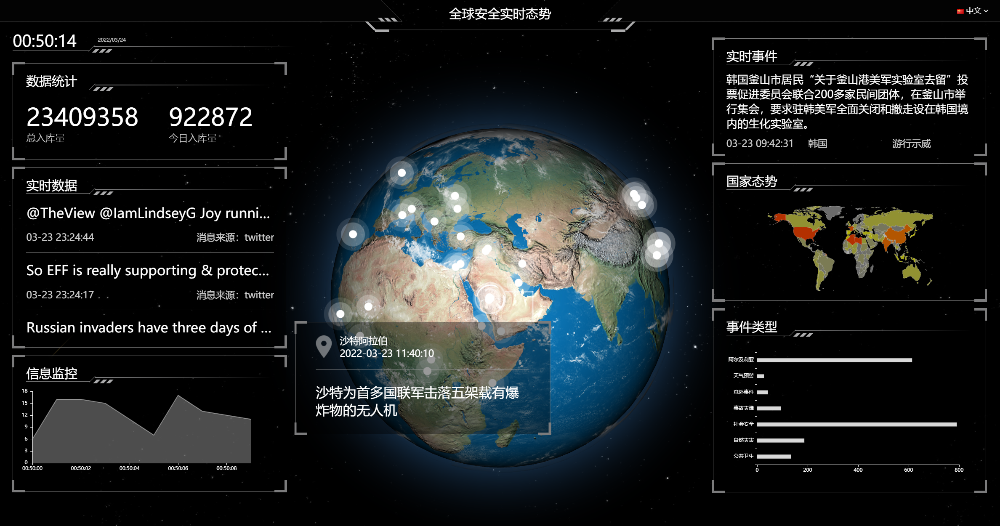 全球安全实时态势
中文
00:50:14
2022/03/24
数据统计
23409358
922872
总入库量
今日入库量
实时数据
@TheView @IamLindseyG Joy runni...
03-23 23:24:44
消息来源：twitter
So EFF is really supporting & protec...
03-23 23:24:17
消息来源：twitter
Russian invaders have three days of ...
信息监控
18
15
12
9
6
3
0
00:50:00
00:50:02
00:50:04
00:50:06
00:50:08
沙特阿拉伯
2022-03-23 11:40:10
沙特为首多国联军击落五架载有爆
炸物的无人机
实时事件
韩国釜山市居民“关于釜山港美军实验室去留”投
票促进委员会联合200多家民间团体，在釜山市举
行集会，要求驻韩美军全面关闭和撤走设在韩国境
内的生化实验室。
03-23 09:42:31
韩国
游行示威
国家态势
事件类型
阿尔及利亚
天气预警
意外事件
事故灾难
社会安全
自然灾害
公共卫生
0
200
400
600
800